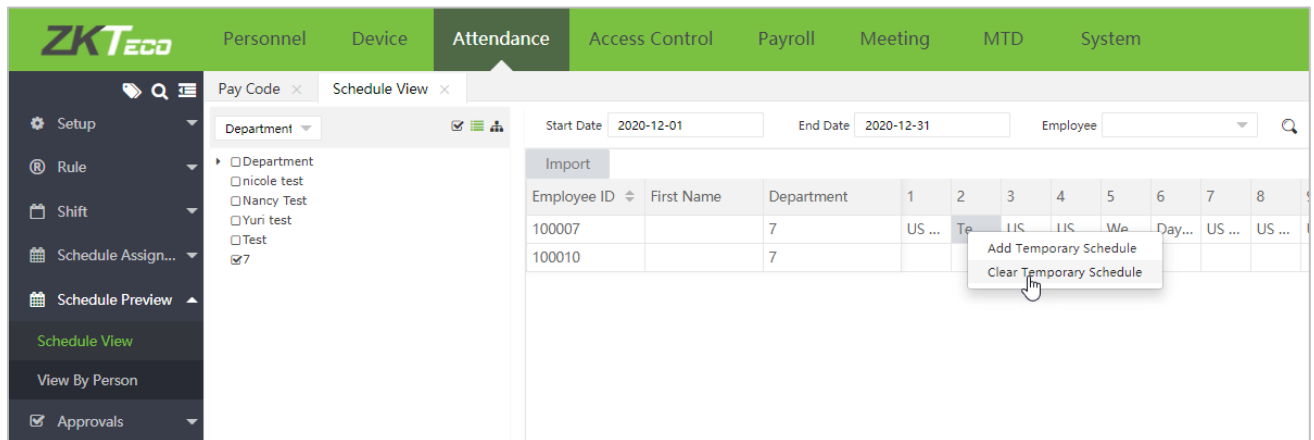 ZKTeco Personnel Device Attendance Access Control Payroll Meeting MTD System
Pay Code × Schedule View ×
Setup
Rule
Shift
Schedule Assign...
Schedule Preview
Schedule View
View By Person
Approvals
Department
Department
nicole test
Nancy Test
Yuri test
Test
7
Start Date 2020-12-01 End Date 2020-12-31 Employee
Import
Employee ID First Name Department 1 2 3 4 5 6 7 8
100007 7 US ... Te US US We Day... US ... US ...
100010 7
Add Temporary Schedule
Clear Temporary Schedule